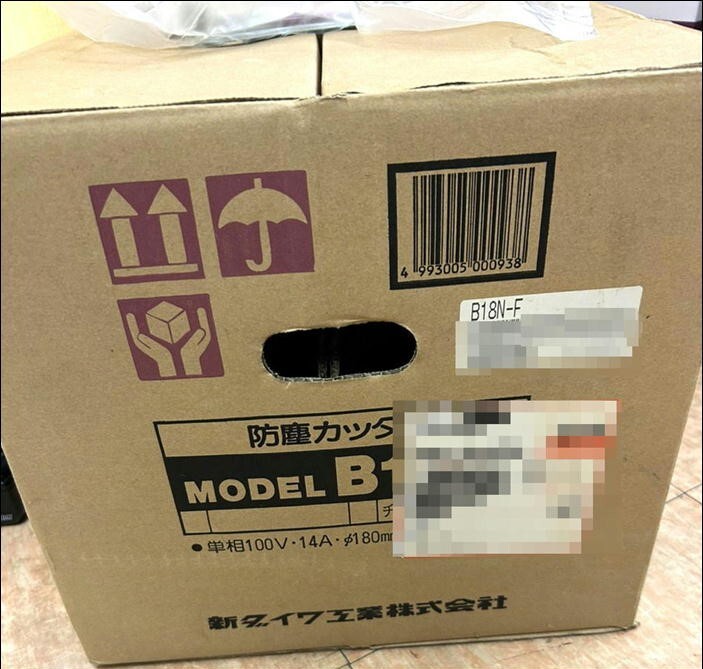 4 993005 000938
B18N-F
防塵カッタ
MODEL B1
チ
●単相100V・14A・φ180mm
新ダイワ工業株式会社